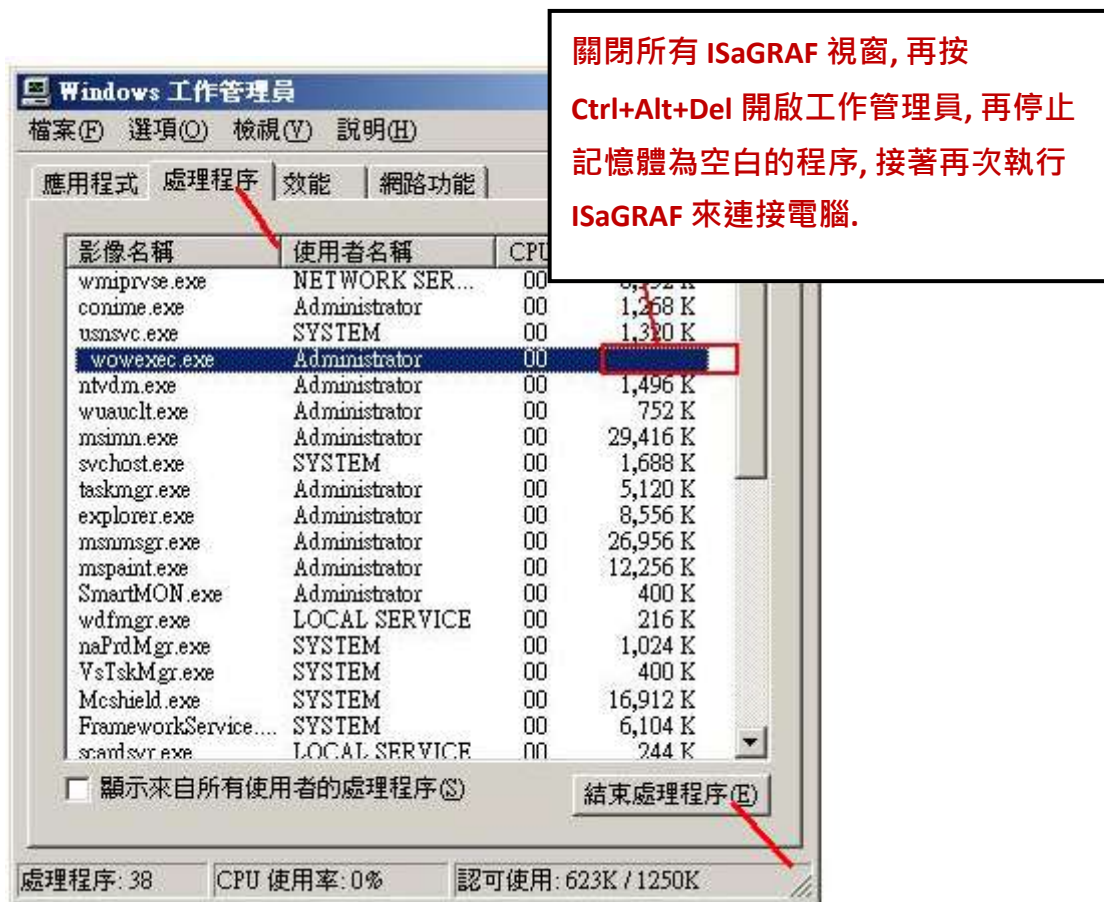 關閉所有 ISaGRAF 視窗, 再按
Ctrl+Alt+Del 開啟工作管理員, 再停止
記憶體為空白的程序, 接著再次執行
ISaGRAF 來連接電腦.
Windows 工作管理員
檔案(F) 選項(O) 檢視(V) 說明(H)
應用程式 處理程序 效能 網路功能
影像名稱 使用者名稱 CPU
wmiprvse.exe NETWORK SER... 00
conime.exe Administrator 00 1,268 K
usnsvc.exe SYSTEM 00 1,320 K
wowexec.exe Administrator 00
ntvdm.exe Administrator 00 1,496 K
wuauclt.exe Administrator 00 752 K
msimn.exe Administrator 00 29,416 K
svchost.exe SYSTEM 00 1,688 K
taskmgr.exe Administrator 00 5,120 K
explorer.exe Administrator 00 8,556 K
msnmsgr.exe Administrator 00 26,956 K
mspaint.exe Administrator 00 12,256 K
SmartMON.exe Administrator 00 400 K
wdfmgr.exe LOCAL SERVICE 00 216 K
naPrdMgr.exe SYSTEM 00 1,024 K
VsTskMgr.exe SYSTEM 00 400 K
Mcshield.exe SYSTEM 00 16,912 K
FrameworkService.... SYSTEM 00 6,104 K
scardsvr.exe LOCAL SERVICE 00 244 K
顯示來自所有使用者的處理程序(S) 結束處理程序(E)
處理程序: 38 CPU 使用率: 0% 認可使用: 623K / 1250K